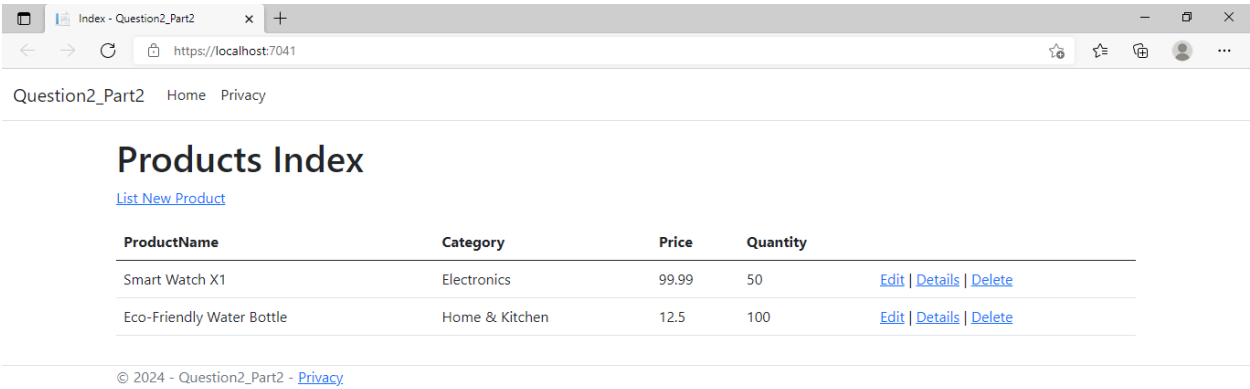 Index - Question2_Part2
https://localhost:7041
Question2_Part2 Home Privacy
Products Index
List New Product
ProductName Category Price Quantity
Smart Watch X1 Electronics 99.99 50 Edit | Details | Delete
Eco-Friendly Water Bottle Home & Kitchen 12.5 100 Edit | Details | Delete
© 2024 - Question2_Part2 - Privacy